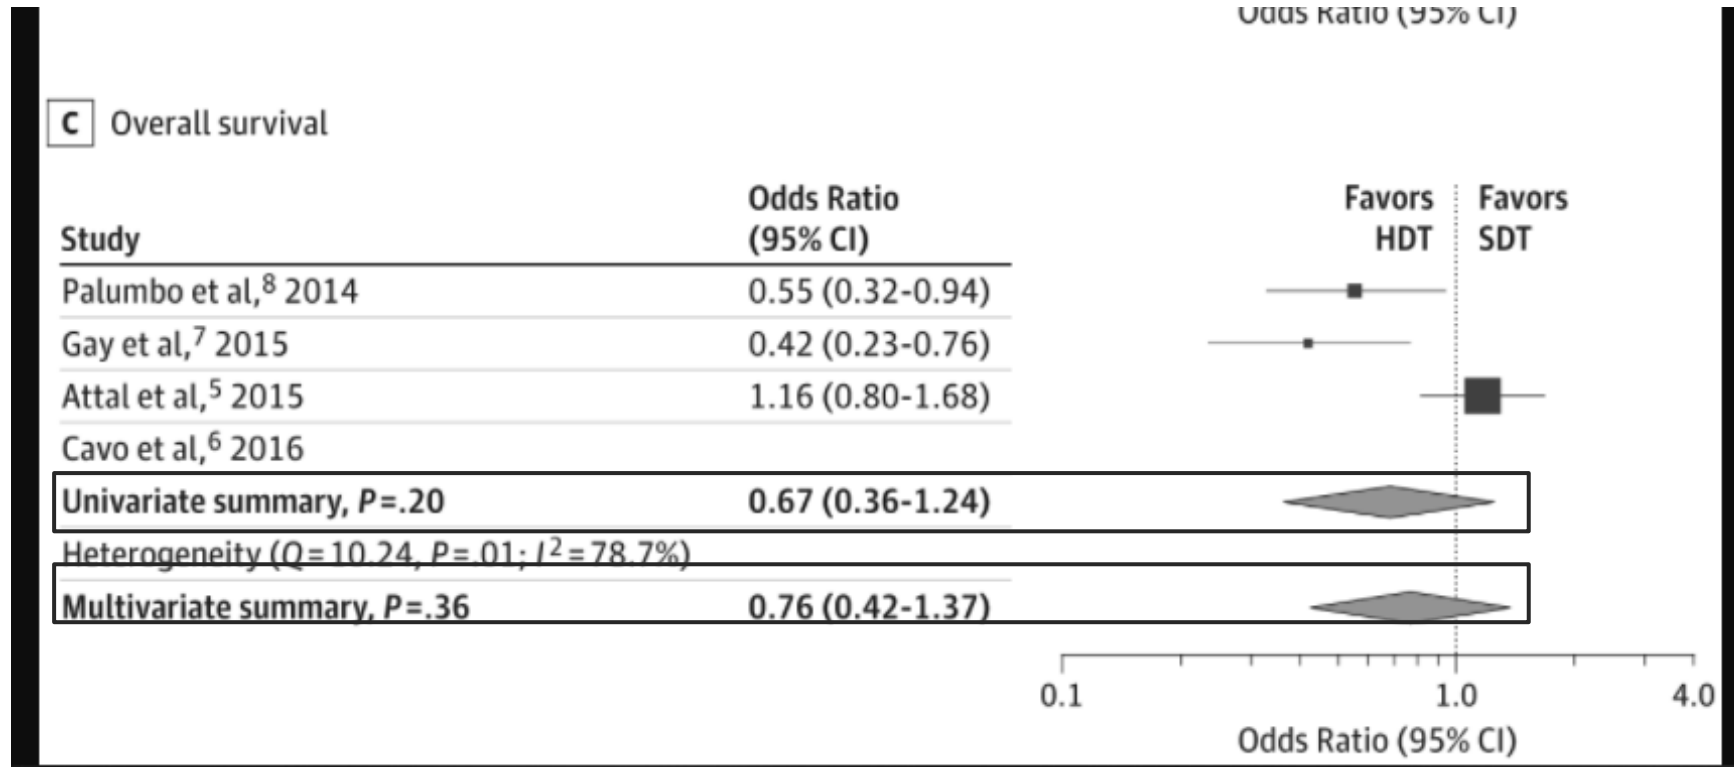 Odds Ratio (95% CI)
C Overall survival
Odds Ratio Favors Favors
Study (95% CI) HDT SDT
Palumbo et al,8 2014 0.55 (0.32-0.94)
Gay et al,7 2015 0.42 (0.23-0.76)
Attal et al,5 2015 1.16 (0.80-1.68)
Cavo et al,6 2016
Univariate summary, P=.20 0.67 (0.36-1.24)
Heterogeneity (Q=10.24, P=.01; I2=78.7%)
Multivariate summary, P=.36 0.76 (0.42-1.37)
0.1 1.0 4.0
Odds Ratio (95% CI)